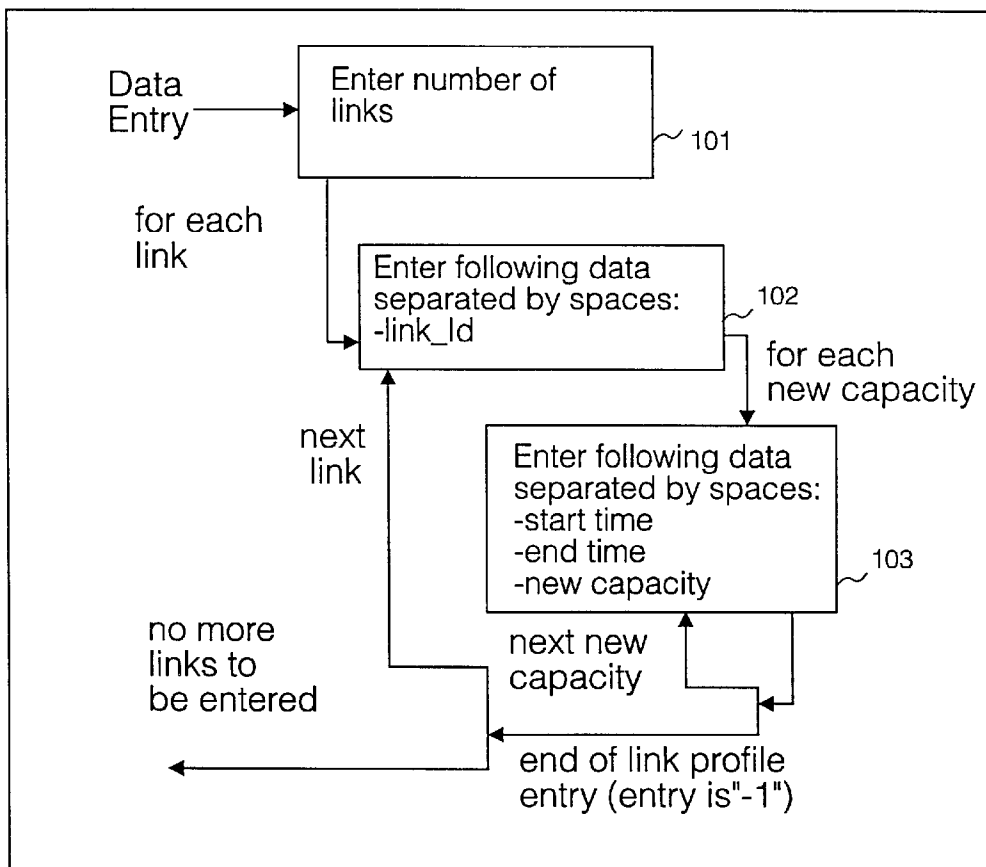 Data
Entry
Enter number of
links
101
for each
link
Enter following data
separated by spaces:
-link_Id
102
for each
new capacity
next
link
Enter following data
separated by spaces:
-start time
-end time
-new capacity
103
next new
capacity
no more
links to
be entered
end of link profile
entry (entry is"-1")